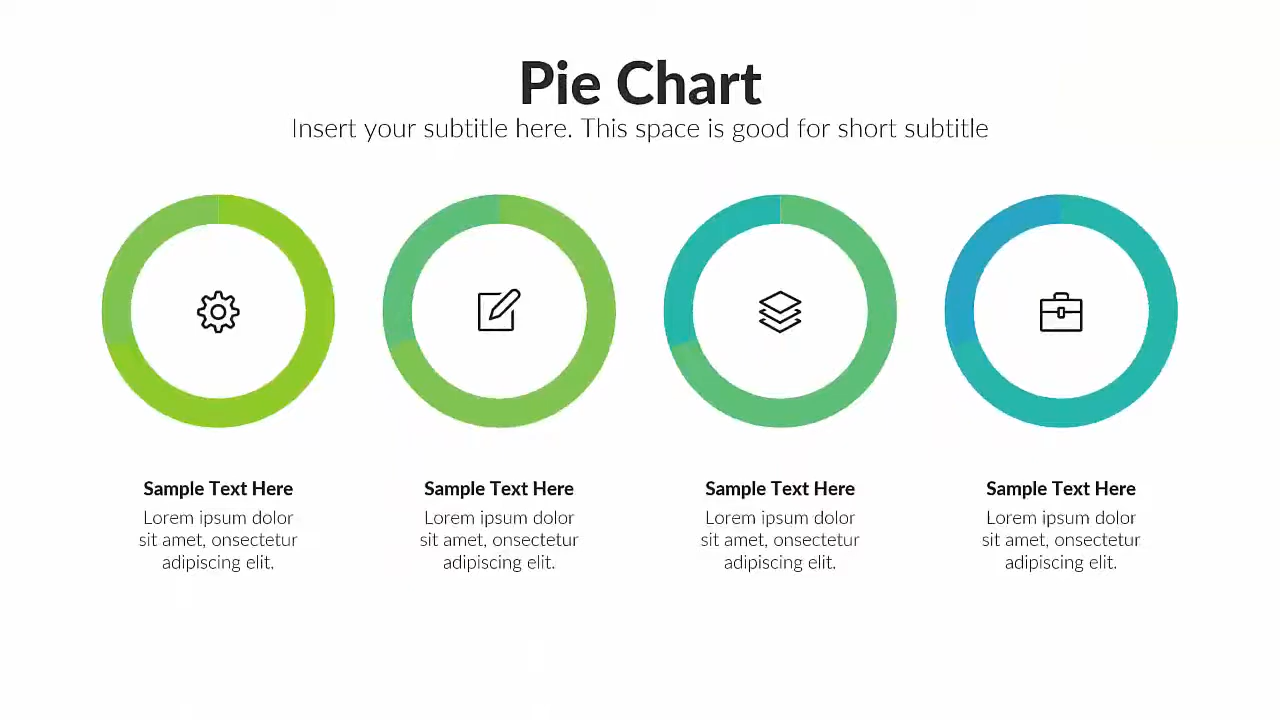 Pie Chart
Insert your subtitle here. This space is good for short subtitle
Sample Text Here
Lorem ipsum dolor
sit amet, onsectetur
adipiscing elit.
Sample Text Here
Lorem ipsum dolor
sit amet, onsectetur
adipiscing elit.
Sample Text Here
Lorem ipsum dolor
sit amet, onsectetur
adipiscing elit.
Sample Text Here
Lorem ipsum dolor
sit amet, onsectetur
adipiscing elit.